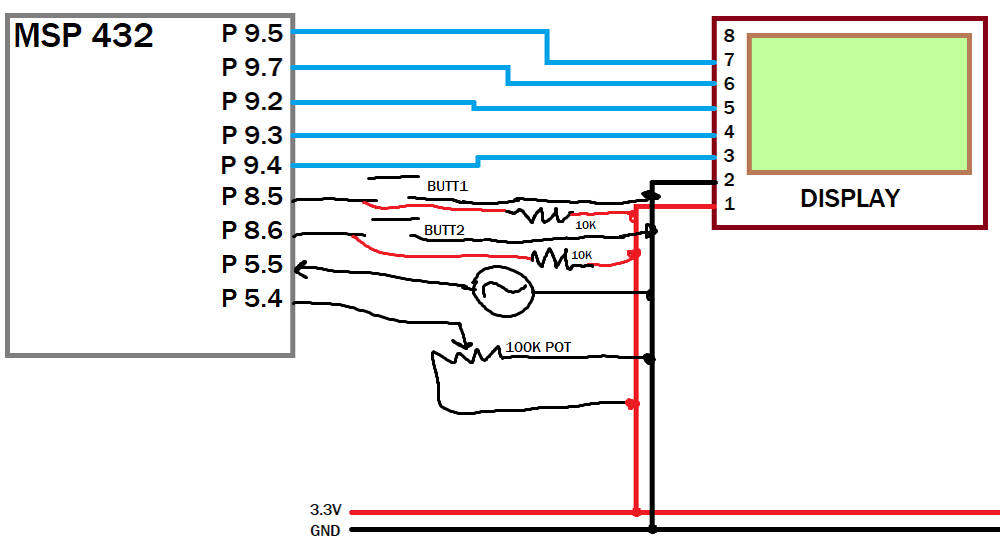 MSP 432
P 9.5
P 9.7
P 9.2
P 9.3
P 9.4
P 8.5
P 8.6
P 5.5
P 5.4
BUTT1
10K
BUTT2
10K
100K POT
8
7
6
5
4
3
2
1
DISPLAY
3.3V
GND